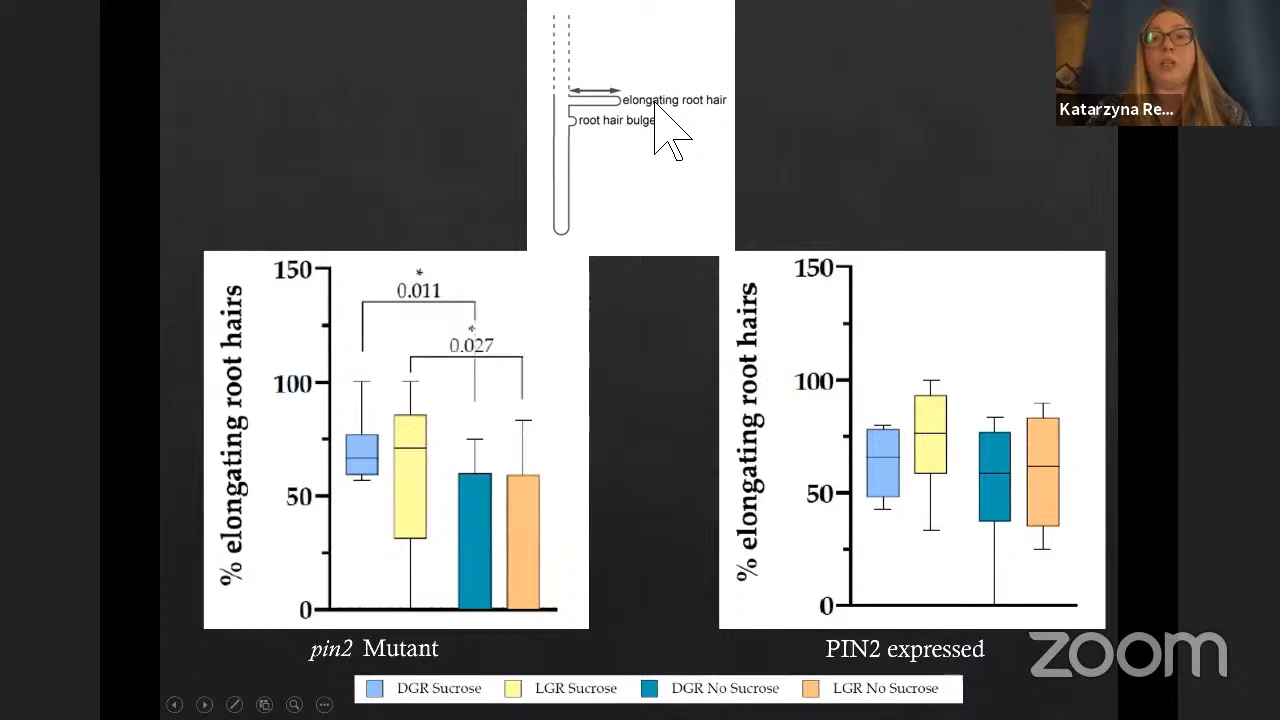 elongating root hair
root hair bulge
Katarzyna Re...
% elongating root hairs
150
100
50
0
*
0.011
*
0.027
pin2 Mutant
% elongating root hairs
150
100
50
0
PIN2 expressed
zoom
DGR Sucrose
LGR Sucrose
DGR No Sucrose
LGR No Sucrose